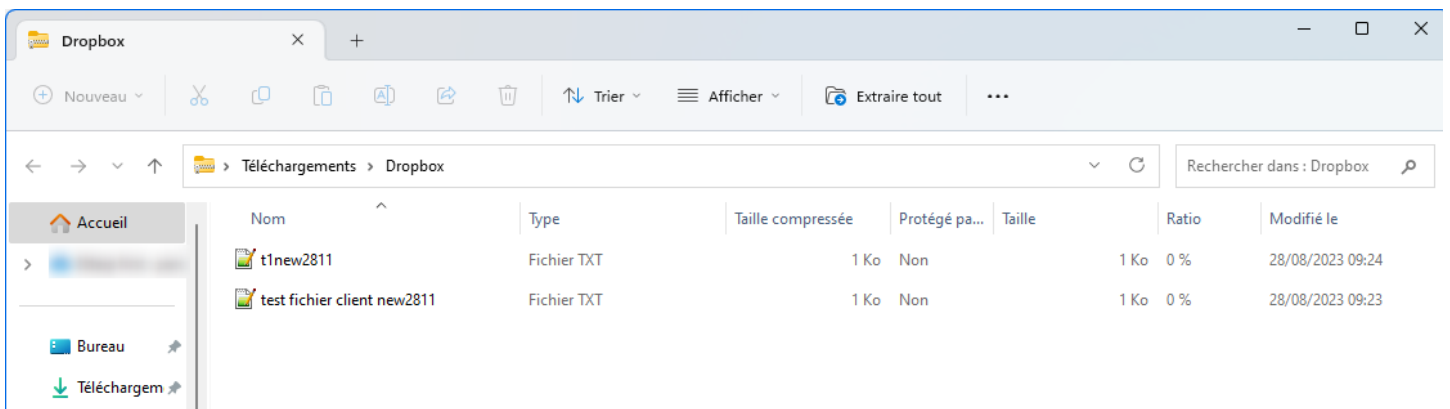 Dropbox
Nouveau Trier Afficher Extraire tout
Téléchargements Dropbox Rechercher dans : Dropbox
Accueil
Nom Type Taille compressée Protégé pa... Taille Ratio Modifié le
t1new2811 Fichier TXT 1 Ko Non 1 Ko 0 % 28/08/2023 09:24
test fichier client new2811 Fichier TXT 1 Ko Non 1 Ko 0 % 28/08/2023 09:23
Bureau
Téléchargem